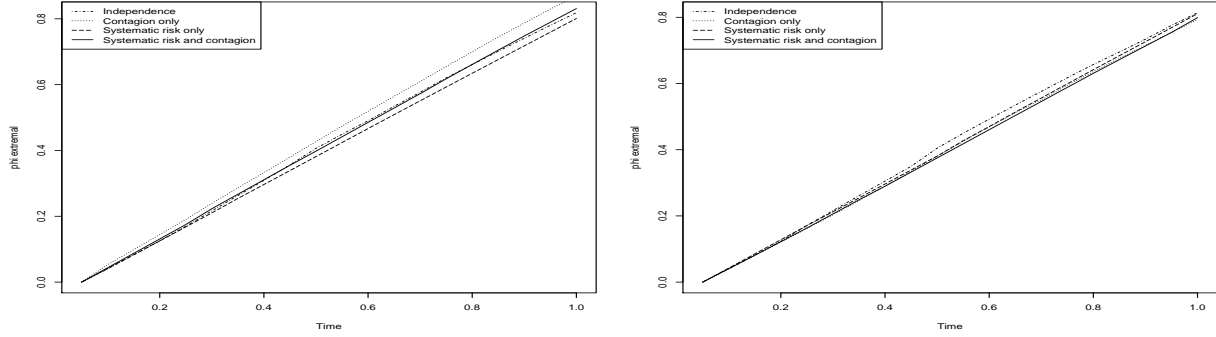 Independence
Contagion only
Systematic risk only
Systematic risk and contagion
phi extremal
0.0
0.2
0.4
0.6
0.8
0.2
0.4
0.6
0.8
1.0
Time
Independence
Contagion only
Systematic risk only
Systematic risk and contagion
phi extremal
0.0
0.2
0.4
0.6
0.8
0.2
0.4
0.6
0.8
1.0
Time